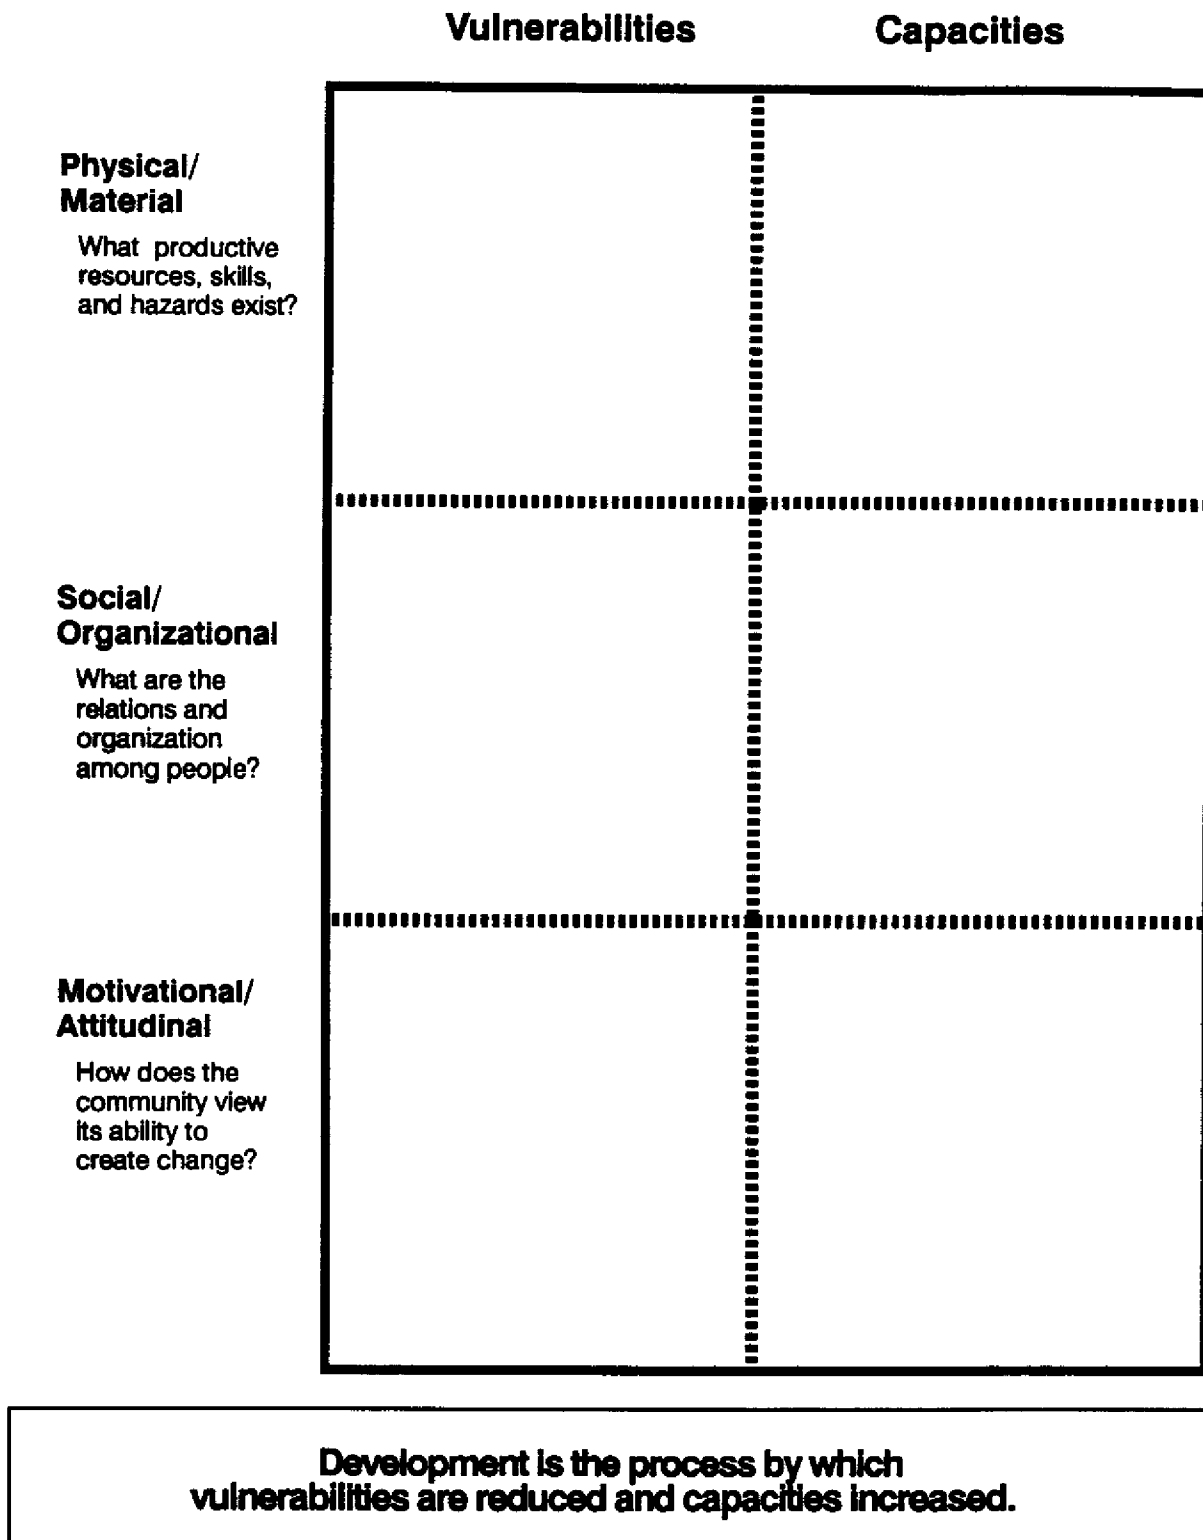 Vulnerabilities Capacities
Physical/
Material
What productive
resources, skills,
and hazards exist?
Social/
Organizational
What are the
relations and
organization
among people?
Motivational/
Attitudinal
How does the
community view
its ability to
create change?
Development is the process by which
vulnerabilities are reduced and capacities increased.